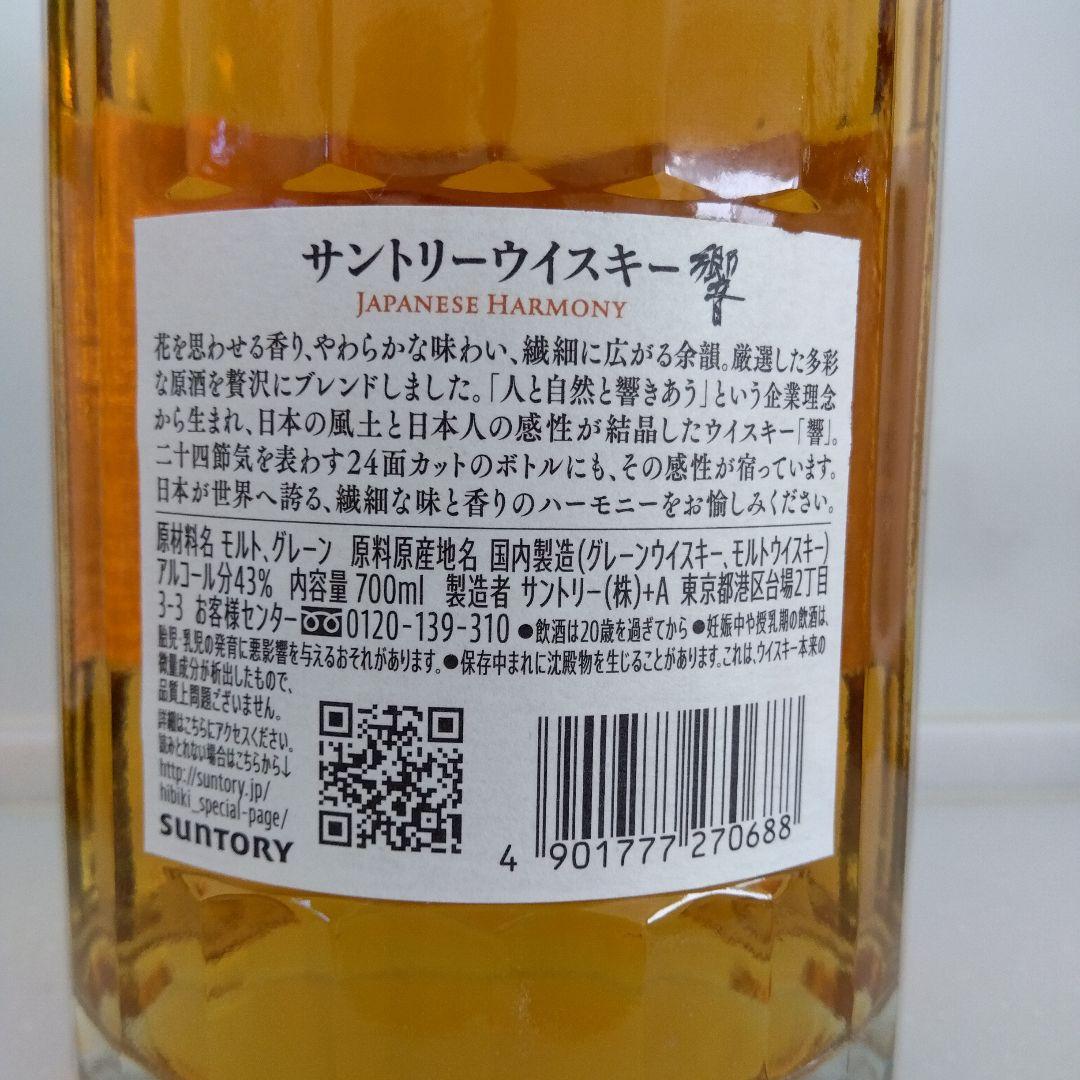 サントリーウイスキー 響
JAPANESE HARMONY
花を思わせる香り、やわらかな味わい、繊細に広がる余韻。厳選した多彩
な原酒を贅沢にブレンドしました。「人と自然と響きあう」という企業理念
から生まれ、日本の風土と日本人の感性が結晶したウイスキー「響」。
二十四節気を表わす24面カットのボトルにも、その感性が宿っています。
日本が世界へ誇る、繊細な味と香りのハーモニーをお愉しみください。
原材料名 モルト、グレーン 原料原産地名 国内製造(グレーンウイスキー、モルトウイスキー)
アルコール分43% 内容量 700ml 製造者 サントリー(株)+A 東京都港区台場2丁目
3-3 お客様センター 0120-139-310 ●飲酒は20歳を過ぎてから ●妊娠中や授乳期の飲酒は、
胎児・乳児の発育に悪影響を与えるおそれがあります。●保存中まれに沈殿物を生じることがあります。これは、ウイスキー本来の
微量成分が析出したもので、
品質上問題ございません。
詳細はこちらにアクセスください。
読みとれない場合はこちらから↓
http://suntory.jp/
hibiki_special-page/
SUNTORY
4 901777 270688